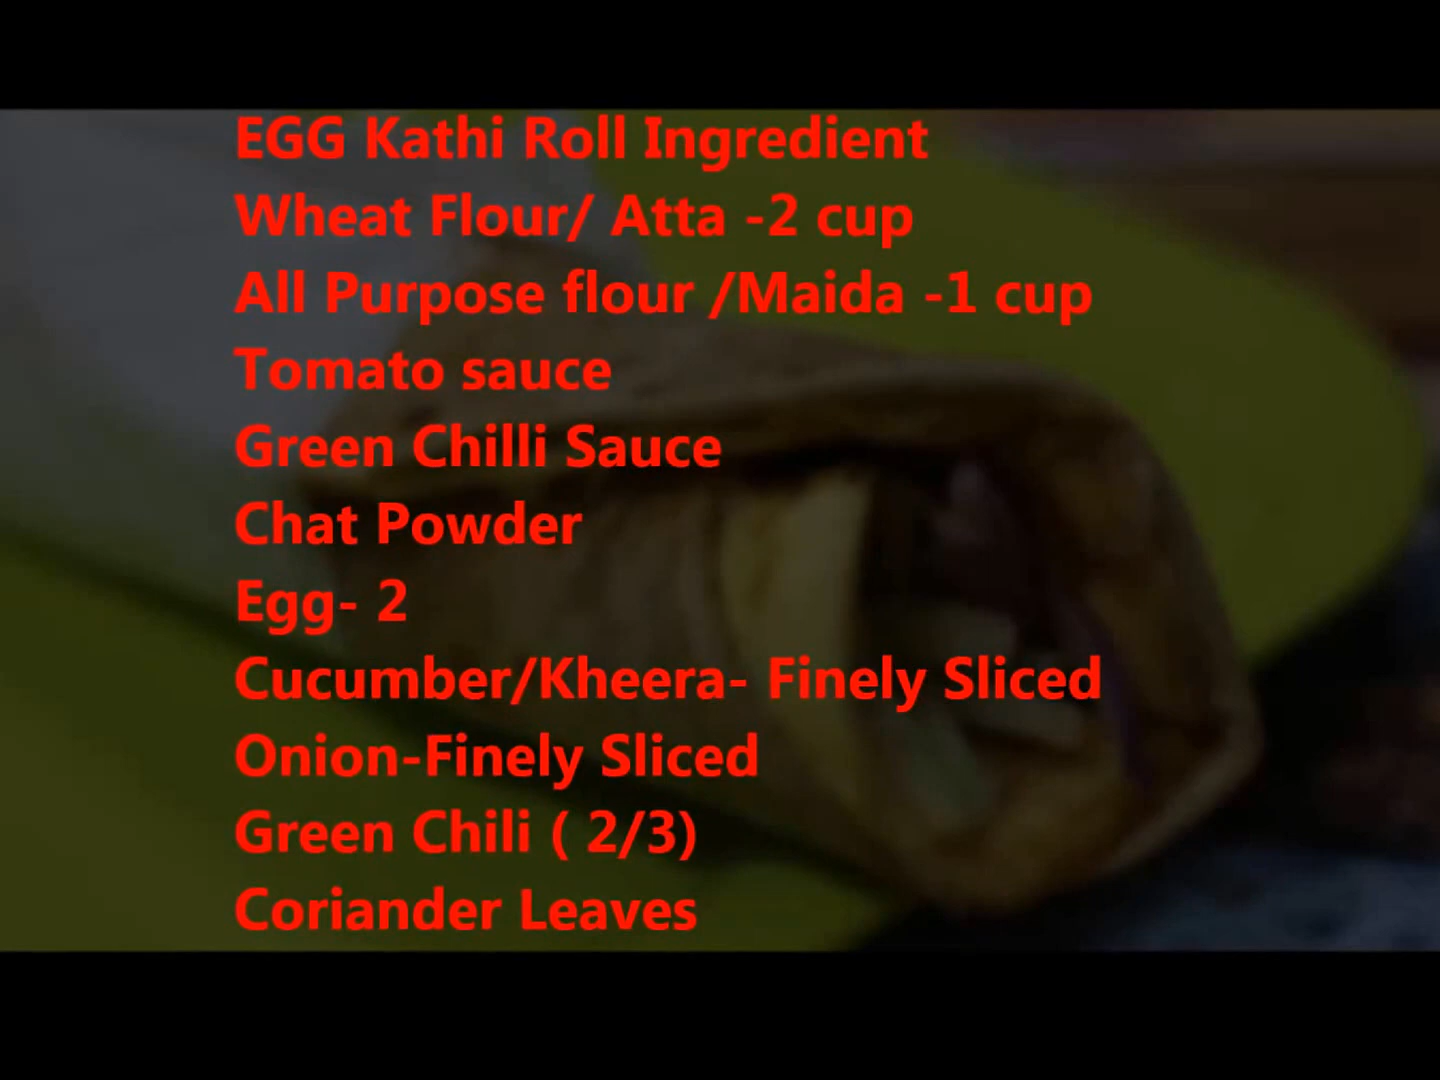 EGG Kathi Roll Ingredient
Wheat Flour/ Atta -2 cup
All Purpose flour /Maida -1 cup
Tomato sauce
Green Chilli Sauce
Chat Powder
Egg- 2
Cucumber/Kheera- Finely Sliced
Onion-Finely Sliced
Green Chili ( 2/3)
Coriander Leaves